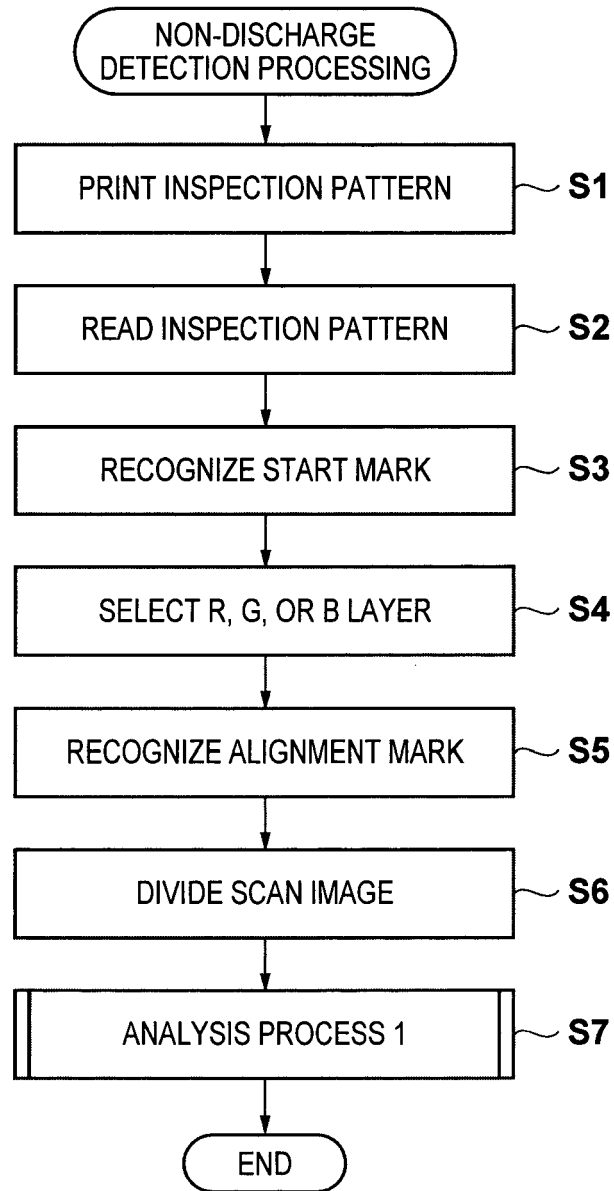 NON-DISCHARGE
DETECTION PROCESSING
PRINT INSPECTION PATTERN
S1
READ INSPECTION PATTERN
S2
RECOGNIZE START MARK
S3
SELECT R, G, OR B LAYER
S4
RECOGNIZE ALIGNMENT MARK
S5
DIVIDE SCAN IMAGE
S6
ANALYSIS PROCESS 1
S7
END